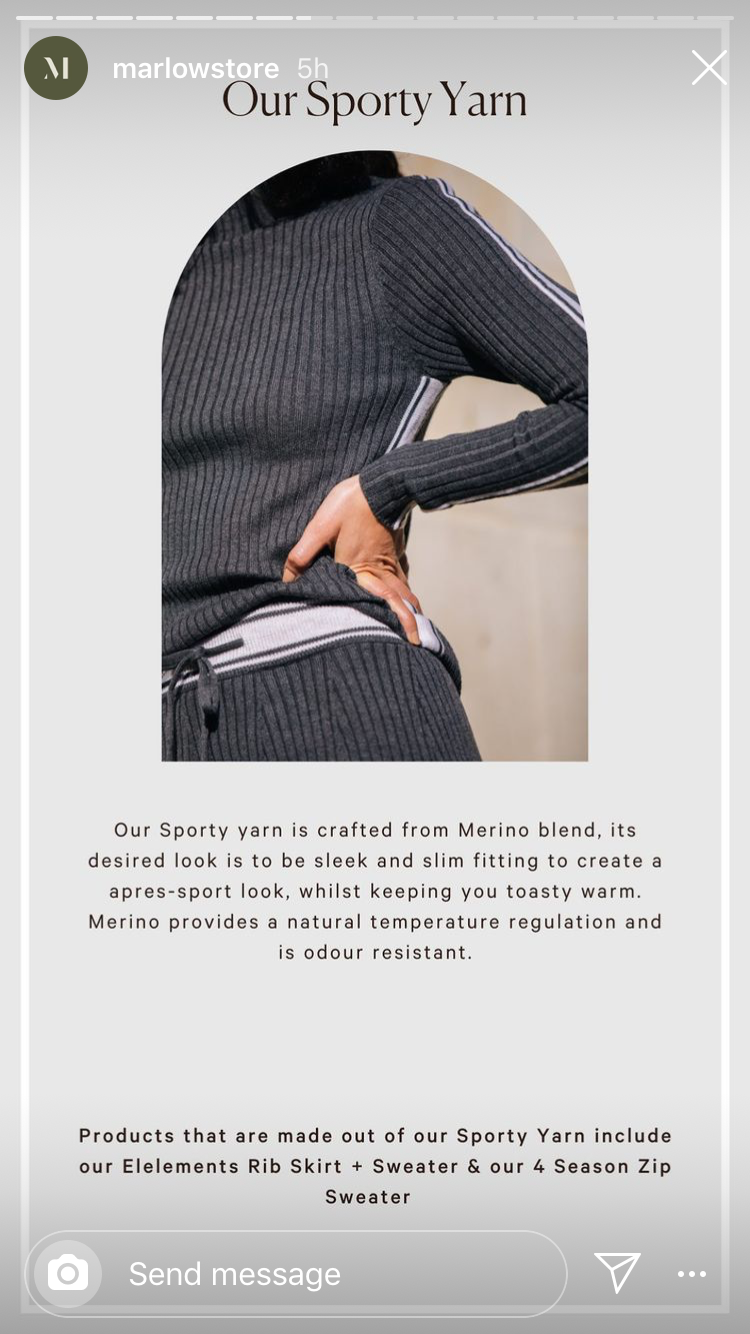 M
marlowstore 5h
Our Sporty Yarn
Our Sporty yarn is crafted from Merino blend, its
desired look is to be sleek and slim fitting to create a
apres-sport look, whilst keeping you toasty warm.
Merino provides a natural temperature regulation and
is odour resistant.
Products that are made out of our Sporty Yarn include
our Elelements Rib Skirt + Sweater & our 4 Season Zip
Sweater
Send message